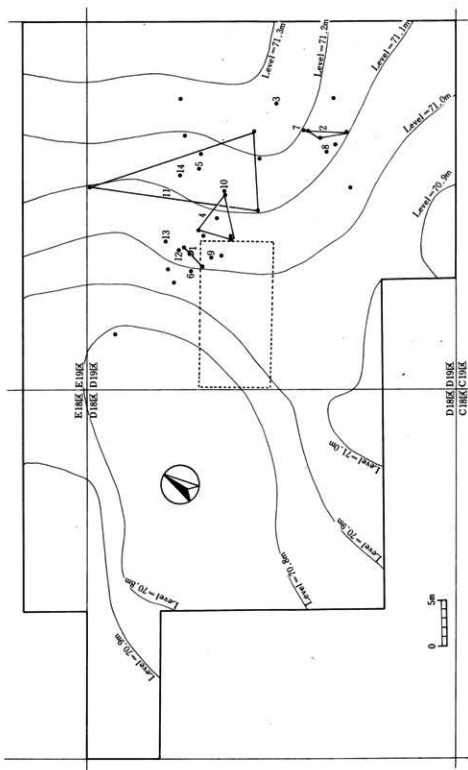 Level=71.3m
Level=71.2m
Level=71.1m
Level=71.0m
Level=70.9m
3
7
2
8
14
5
11
10
4
13
12
1
6
9
E18区 E19区
D18区 D19区
D18区 D19区
C18区 C19区
Level=71.0m
Level=70.9m
Level=70.8m
Level=70.8m
Level=70.9m
0 5m